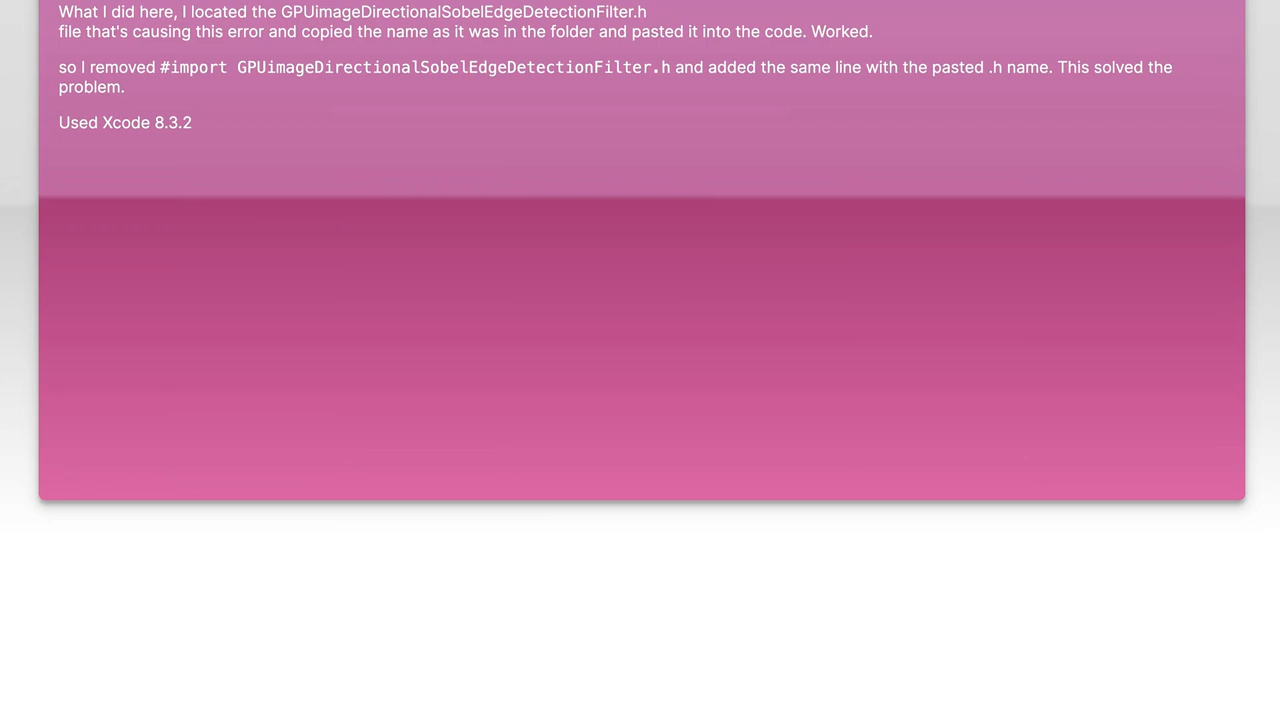 What I did here, I located the GPUimageDirectionalSobelEdgeDetectionFilter.h
file that's causing this error and copied the name as it was in the folder and pasted it into the code. Worked.
so I removed #import GPUimageDirectionalSobelEdgeDetectionFilter.h and added the same line with the pasted .h name. This solved the
problem.
Used Xcode 8.3.2